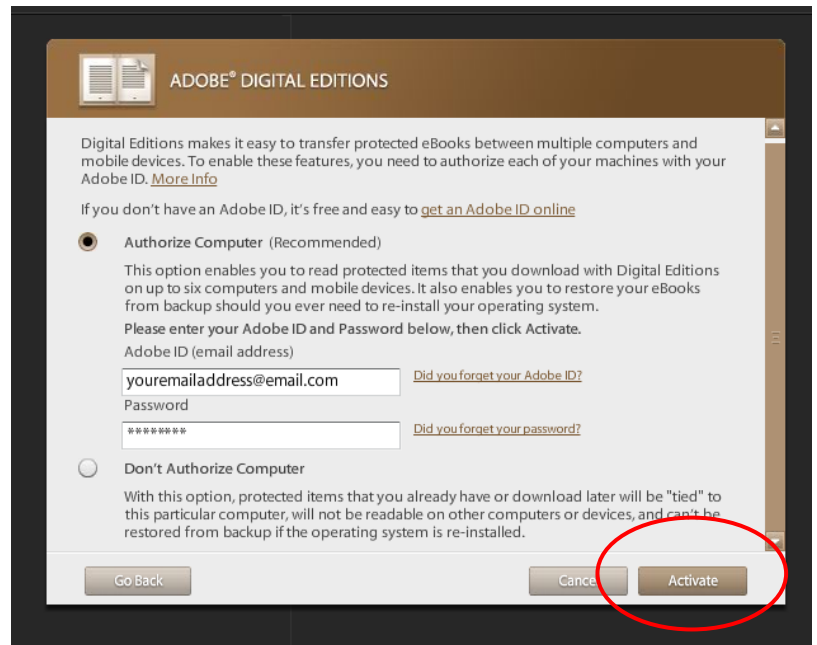 ADOBE® DIGITAL EDITIONS
Digital Editions makes it easy to transfer protected eBooks between multiple computers and
mobile devices. To enable these features, you need to authorize each of your machines with your
Adobe ID. More Info
If you don't have an Adobe ID, it's free and easy to get an Adobe ID online
Authorize Computer (Recommended)
This option enables you to read protected items that you download with Digital Editions
on up to six computers and mobile devices. It also enables you to restore your eBooks
from backup should you ever need to re-install your operating system.
Please enter your Adobe ID and Password below, then click Activate.
Adobe ID (email address)
youremailaddress@email.com Did you forget your Adobe ID?
Password
******** Did you forget your password?
Don't Authorize Computer
With this option, protected items that you already have or download later will be "tied" to
this particular computer, will not be readable on other computers or devices, and can't be
restored from backup if the operating system is re-installed.
Go Back Cancel Activate